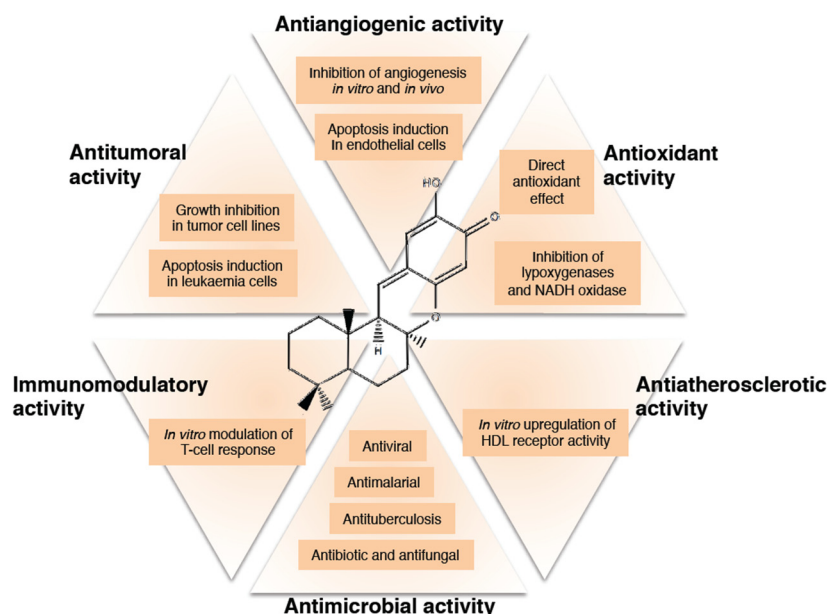 Antiangiogenic activity
Inhibition of angiogenesis
in vitro and in vivo
Apoptosis induction
In endothelial cells
Antitumoral
activity
Growth inhibition
in tumor cell lines
Apoptosis induction
in leukaemia cells
Antioxidant
activity
Direct
antioxidant
effect
Inhibition of
lypoxygenases
and NADH oxidase
HO
O
O
H
Immunomodulatory
activity
In vitro modulation of
T-cell response
Antiatherosclerotic
activity
In vitro upregulation of
HDL receptor activity
Antiviral
Antimalarial
Antituberculosis
Antibiotic and antifungal
Antimicrobial activity